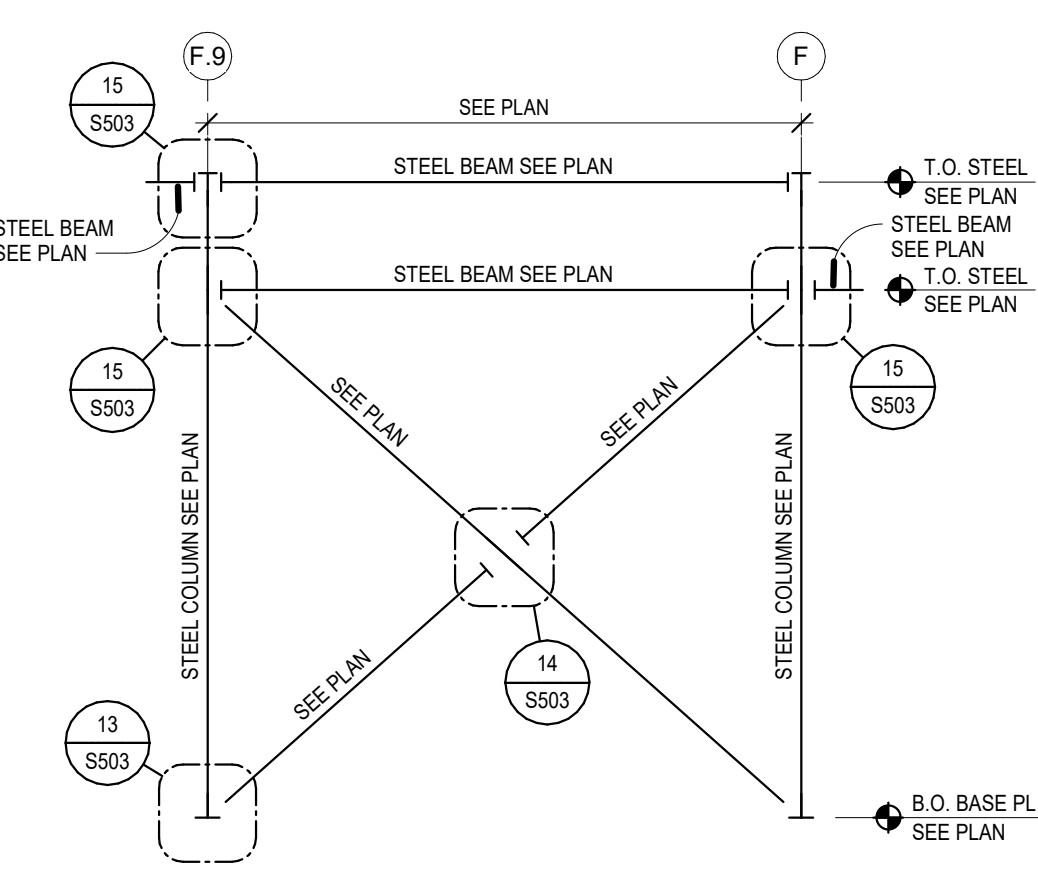 F.9
F
15
S503
SEE PLAN
STEEL BEAM SEE PLAN
T.O. STEEL
SEE PLAN
STEEL BEAM
SEE PLAN
STEEL BEAM
SEE PLAN
STEEL BEAM SEE PLAN
T.O. STEEL
SEE PLAN
15
S503
15
S503
SEE PLAN
SEE PLAN
STEEL COLUMN SEE PLAN
STEEL COLUMN SEE PLAN
14
S503
SEE PLAN
13
S503
B.O. BASE PL
SEE PLAN